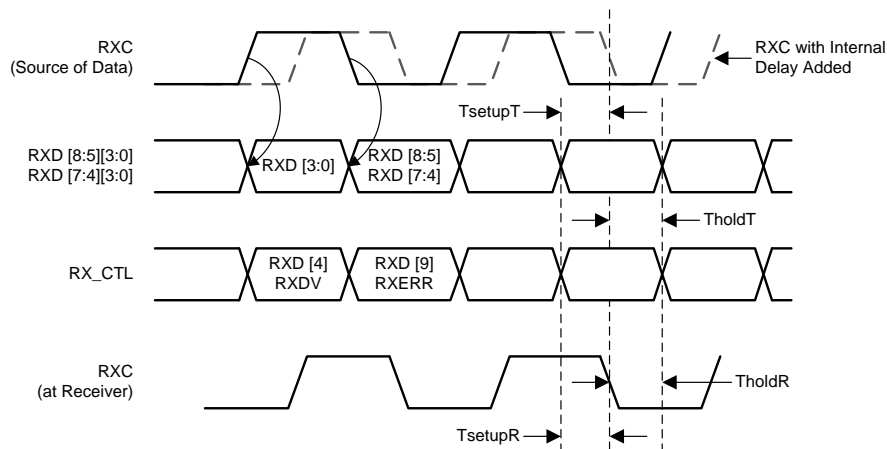 RXC
(Source of Data)
RXC with Internal
Delay Added
TsetupT
RXD [8:5][3:0]
RXD [7:4][3:0]
RXD [3:0]
RXD [8:5]
RXD [7:4]
TholdT
RX_CTL
RXD [4]
RXDV
RXD [9]
RXERR
RXC
(at Receiver)
TholdR
TsetupR